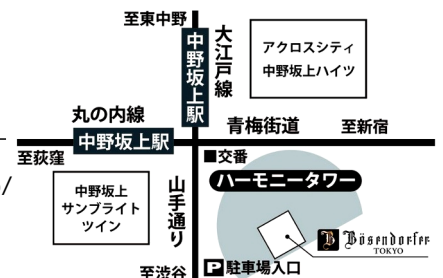 至東中野
大江戸線
中野坂上駅
アクロスシティ
中野坂上ハイツ
丸の内線
中野坂上駅
青梅街道
至新宿
至荻窪
/
■交番
ハーモニータワー
中野坂上
サンブライト
ツイン
山手通り
B Bösendorfer
TOKYO
至渋谷
P 駐車場入口